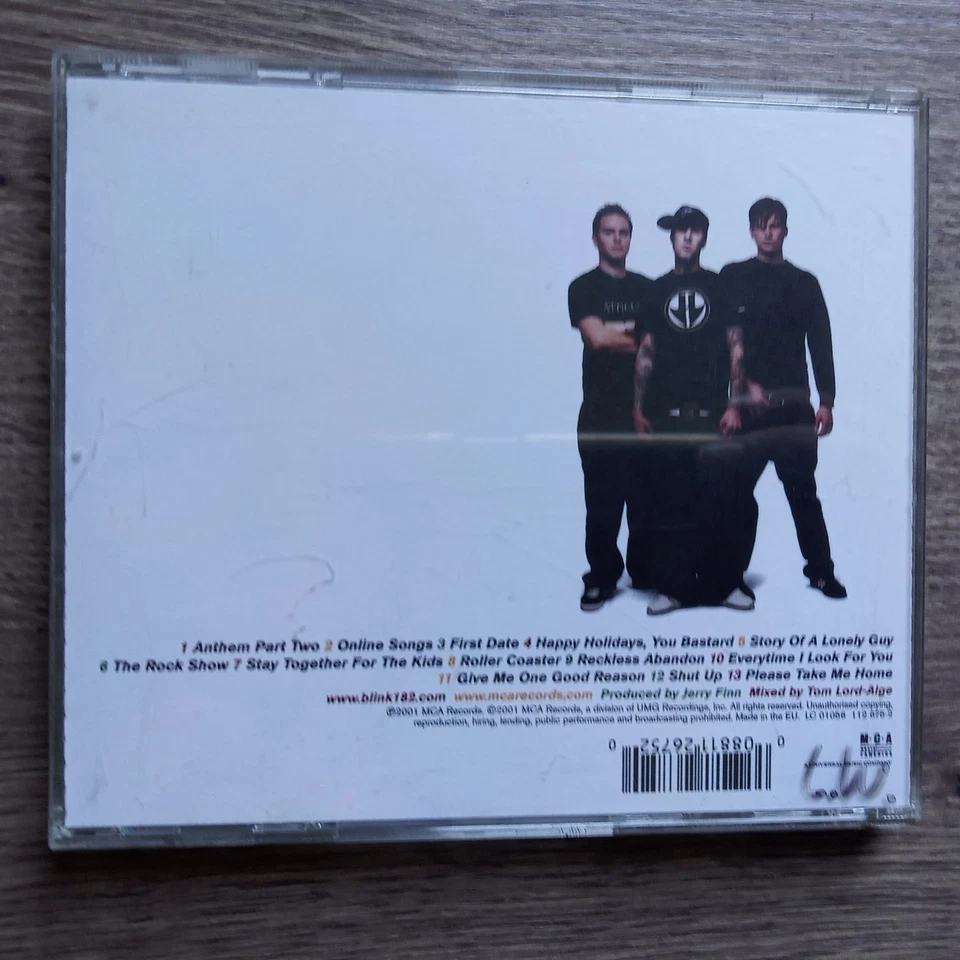 ATTICUS
1 Anthem Part Two 2 Online Songs 3 First Date 4 Happy Holidays, You Bastard 5 Story Of A Lonely Guy
6 The Rock Show 7 Stay Together For The Kids 8 Roller Coaster 9 Reckless Abandon 10 Everytime I Look For You
11 Give Me One Good Reason 12 Shut Up 13 Please Take Me Home
www.blink182.com www.mcarecords.com Produced by Jerry Finn Mixed by Tom Lord-Alge
℗2001 MCA Records. ©2001 MCA Records, a division of UMG Recordings, Inc. All rights reserved. Unauthorised copying,
reproduction, hiring, lending, public performance and broadcasting prohibited. Made in the EU. LC 01056
0 08811 26752 0
M·C·A
L.W.